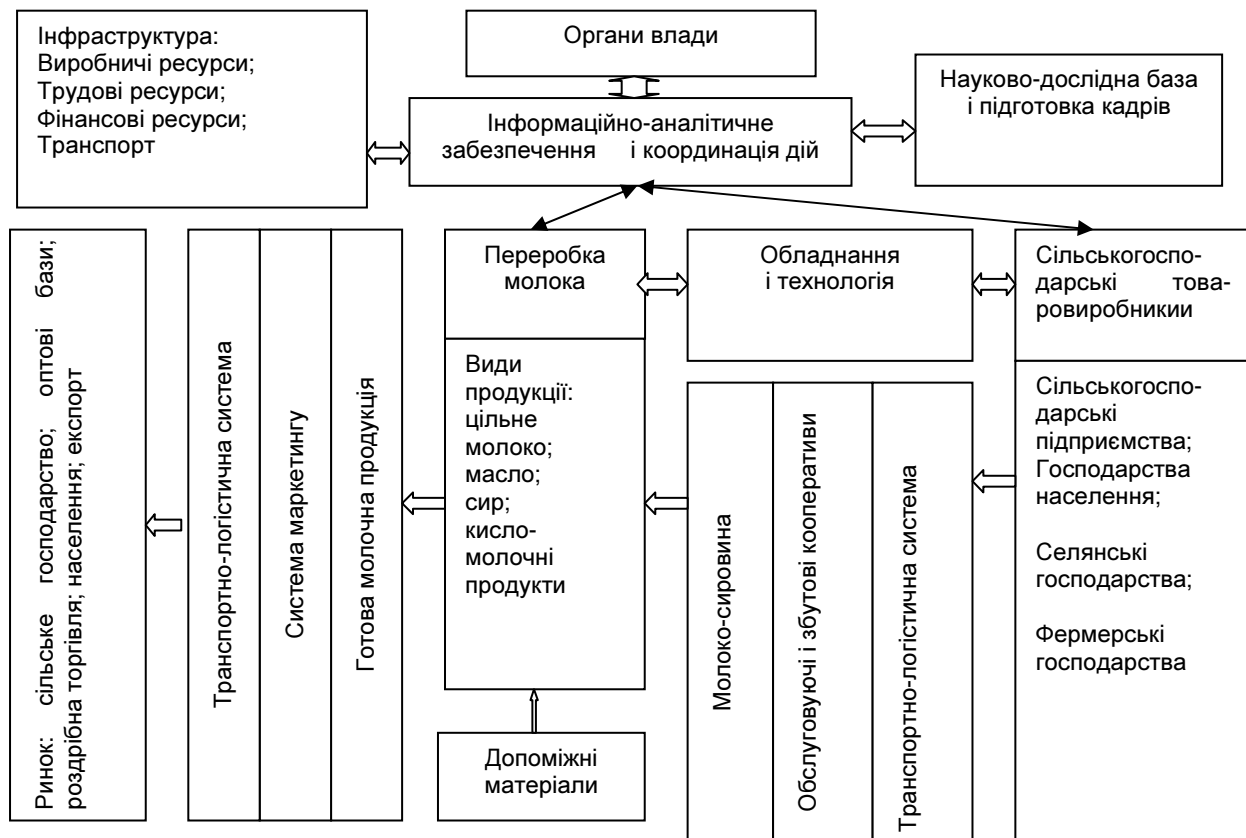 Інфраструктура:
Виробничі ресурси;
Трудові ресурси;
Фінансові ресурси;
Транспорт
Органи влади
Інформаційно-аналітичне
забезпечення і координація дій
Науково-дослідна база
і підготовка кадрів
Ринок: сільське господарство; оптові бази;
роздрібна торгівля; населення; експорт
Транспортно-логістична система
Система маркетингу
Готова молочна продукція
Переробка
молока
Види
продукції:
цільне
молоко;
масло;
сир;
кисло-
молочні
продукти
Допоміжні
матеріали
Обладнання
і технологія
Молоко-сировина
Обслуговуючі і збутові кооперативи
Транспортно-логістична система
Сільськогоспо-
дарські това-
ровиробникии
Сільськогоспо-
дарські
підприємства;
Господарства
населення;
Селянські
господарства;
Фермерські
господарства